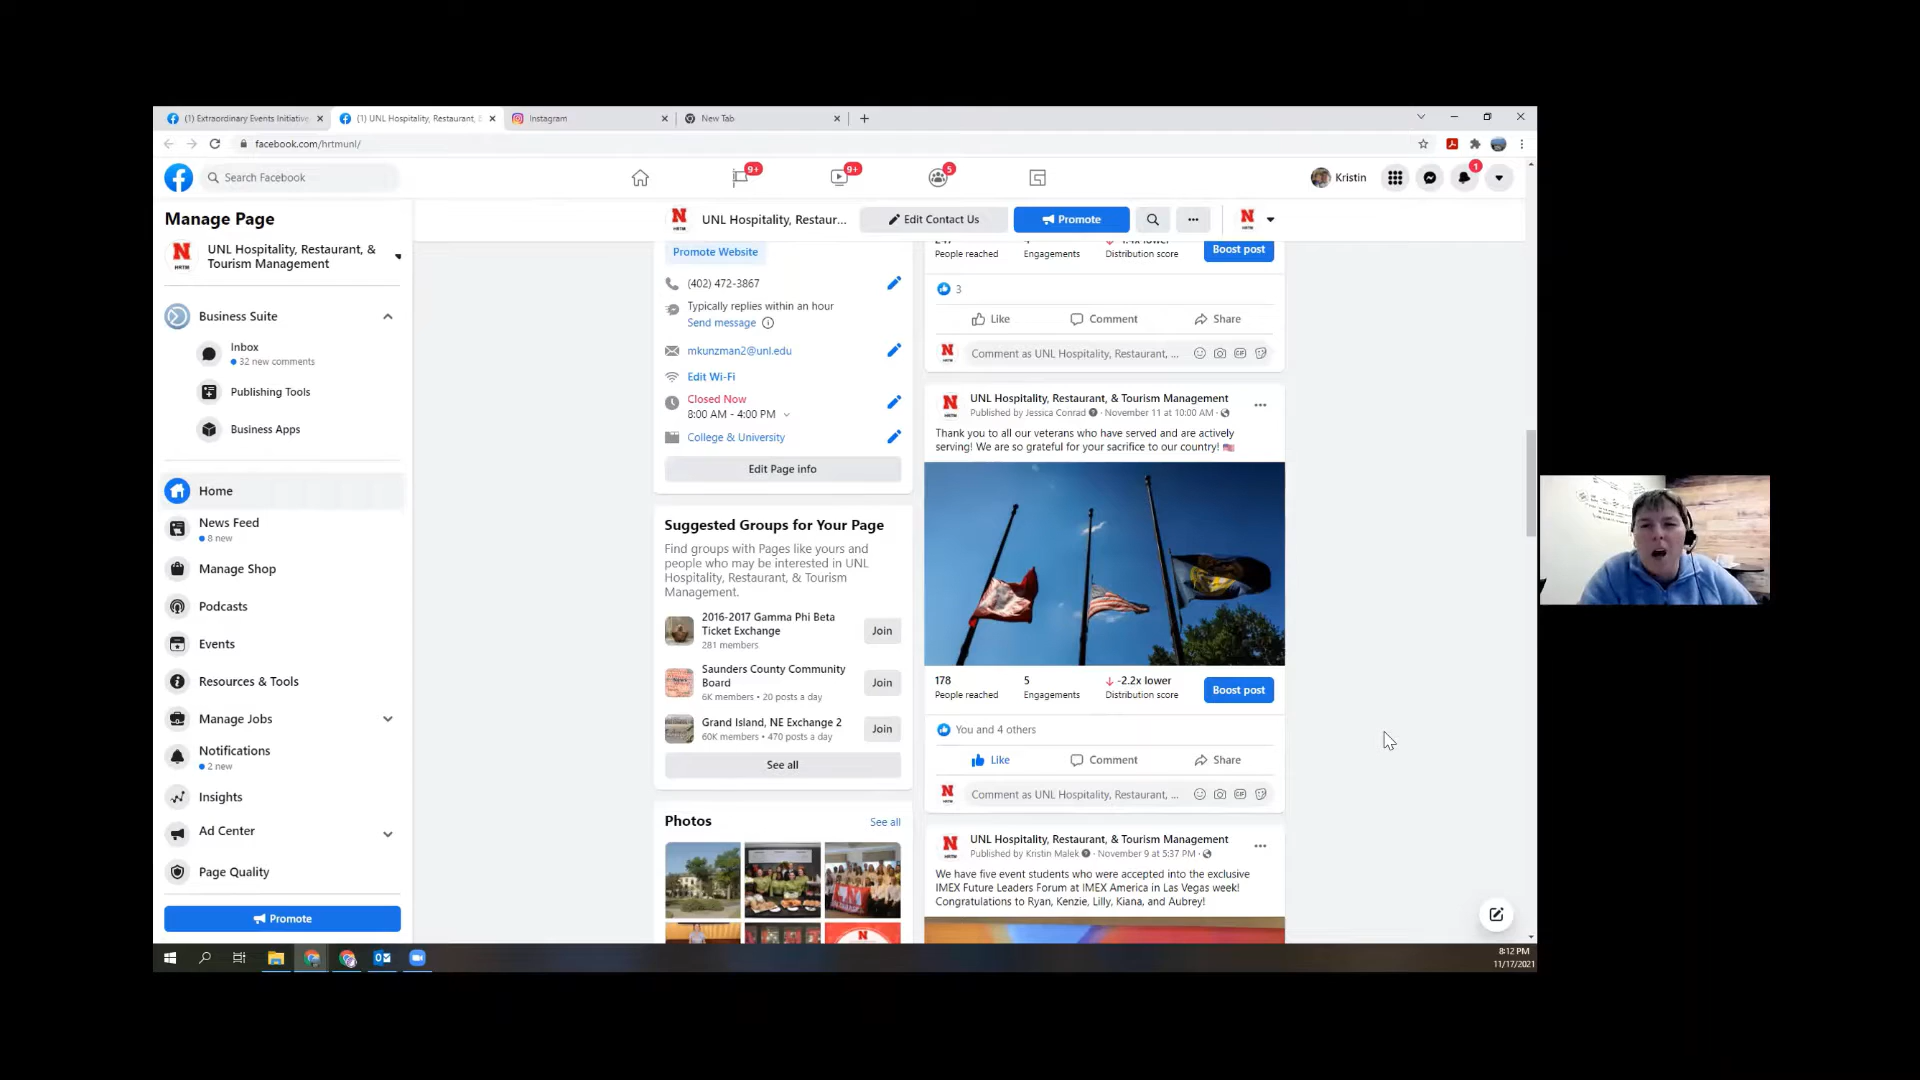 (1) Extraordinary Events Initiative
(1) UNL Hospitality, Restaurant,
Instagram
New Tab
facebook.com/hrtmunl/
Search Facebook
9+
9+
5
Kristin
1
Manage Page
UNL Hospitality, Restaurant, &
Tourism Management
Business Suite
Inbox
32 new comments
Publishing Tools
Business Apps
Home
News Feed
8 new
Manage Shop
Podcasts
Events
Resources & Tools
Manage Jobs
Notifications
2 new
Insights
Ad Center
Page Quality
Promote
N
HRTM
UNL Hospitality, Restaur...
Edit Contact Us
Promote
Promote Website
(402) 472-3867
Typically replies within an hour
Send message
mkunzman2@unl.edu
Edit Wi-Fi
Closed Now
8:00 AM - 4:00 PM
College & University
Edit Page info
Suggested Groups for Your Page
Find groups with Pages like yours and
people who may be interested in UNL
Hospitality, Restaurant, & Tourism
Management.
2016-2017 Gamma Phi Beta
Ticket Exchange
281 members
Join
Saunders County Community
Board
6K members • 20 posts a day
Join
Grand Island, NE Exchange 2
60K members • 470 posts a day
Join
See all
Photos
See all
People reached
Engagements
Distribution score
Boost post
3
Like
Comment
Share
Comment as UNL Hospitality, Restaurant, ...
UNL Hospitality, Restaurant, & Tourism Management
Published by Jessica Conrad · November 11 at 10:00 AM ·
Thank you to all our veterans who have served and are actively
serving! We are so grateful for your sacrifice to our country!
178
People reached
5
Engagements
-2.2x lower
Distribution score
Boost post
You and 4 others
Like
Comment
Share
Comment as UNL Hospitality, Restaurant, ...
UNL Hospitality, Restaurant, & Tourism Management
Published by Kristin Malek · November 9 at 5:37 PM ·
We have five event students who were accepted into the exclusive
IMEX Future Leaders Forum at IMEX America in Las Vegas week!
Congratulations to Ryan, Kenzie, Lilly, Kiana, and Aubrey!
8:12 PM
11/17/2021